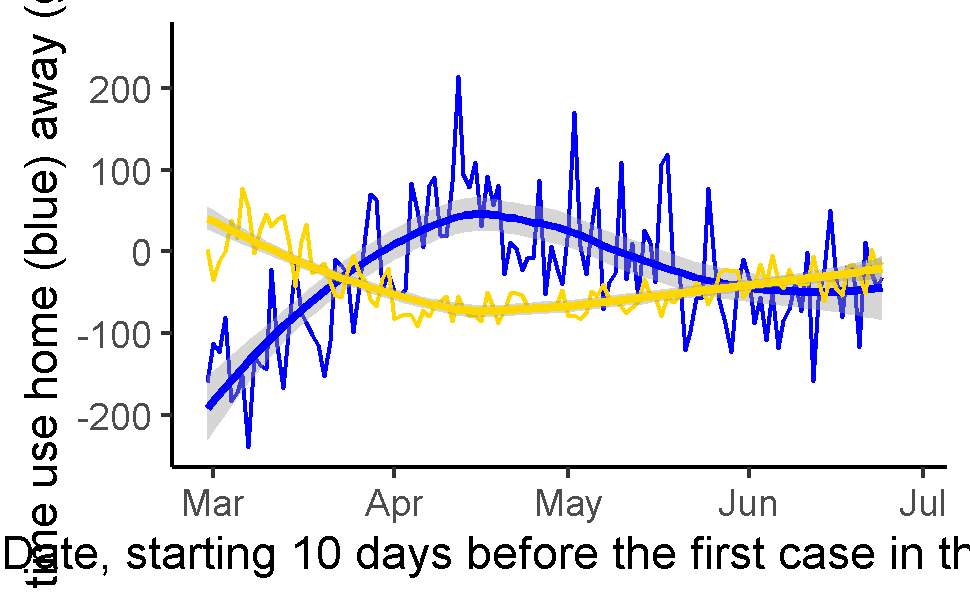 time use home (blue) away (
200
100
0
-100
-200
Mar Apr May Jun Jul
Date, starting 10 days before the first case in th